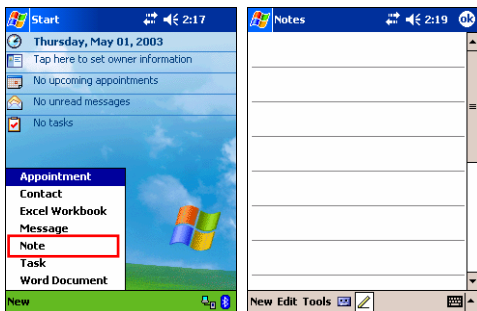 Start 2:17
Thursday, May 01, 2003
Tap here to set owner information
No upcoming appointments
No unread messages
No tasks
Appointment
Contact
Excel Workbook
Message
Note
Task
Word Document
New
Notes 2:19 ok
New Edit Tools